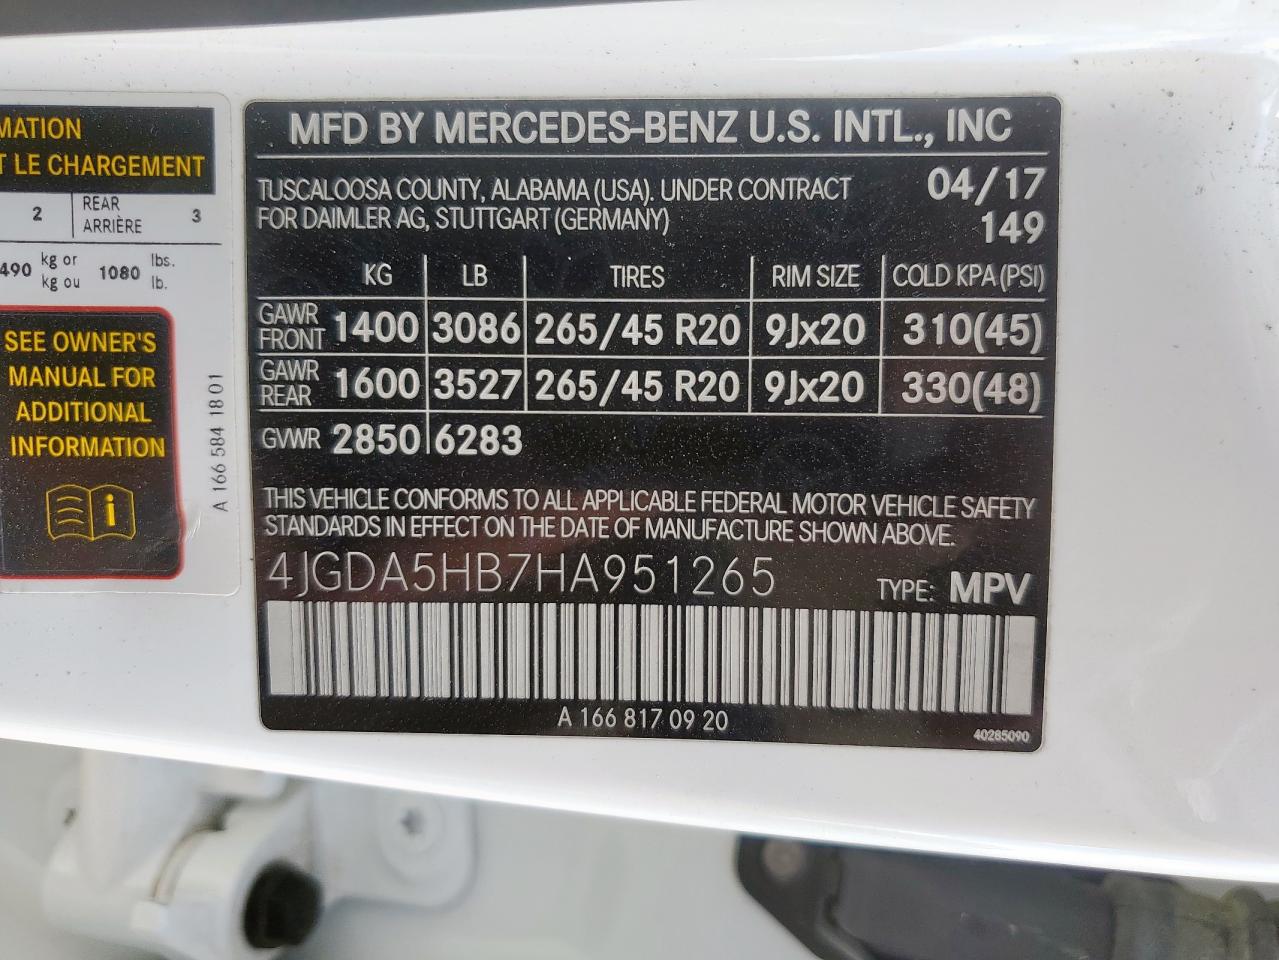 MATION
T LE CHARGEMENT
2 REAR ARRIÈRE 3
490 kg or kg ou 1080 lbs. lb.
SEE OWNER'S
MANUAL FOR
ADDITIONAL
INFORMATION
i
A 166 584 18 01
MFD BY MERCEDES-BENZ U.S. INTL., INC
TUSCALOOSA COUNTY, ALABAMA (USA). UNDER CONTRACT 04/17
FOR DAIMLER AG, STUTTGART (GERMANY) 149
KG LB TIRES RIM SIZE COLD KPA (PSI)
GAWR FRONT 1400 3086 265/45 R20 9Jx20 310(45)
GAWR REAR 1600 3527 265/45 R20 9Jx20 330(48)
GVWR 2850 6283
THIS VEHICLE CONFORMS TO ALL APPLICABLE FEDERAL MOTOR VEHICLE SAFETY
STANDARDS IN EFFECT ON THE DATE OF MANUFACTURE SHOWN ABOVE.
4JGDA5HB7HA951265 TYPE: MPV
A 166 817 09 20
40285090